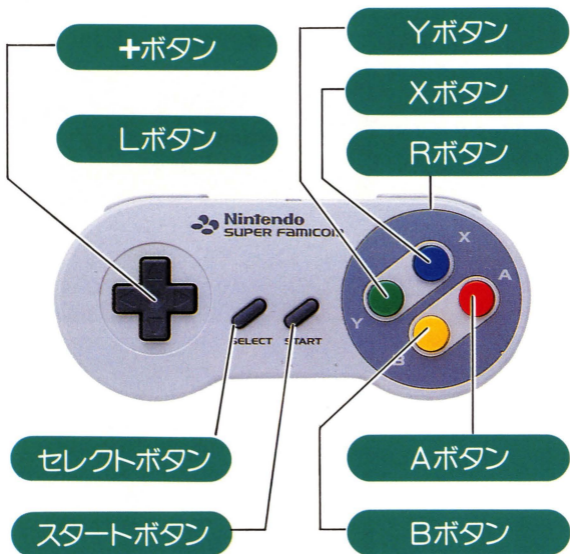 +ボタン
Lボタン
Yボタン
Xボタン
Rボタン
Nintendo
SUPER FAMICOM
X
A
Y
B
SELECT
START
セレクトボタン
スタートボタン
Aボタン
Bボタン